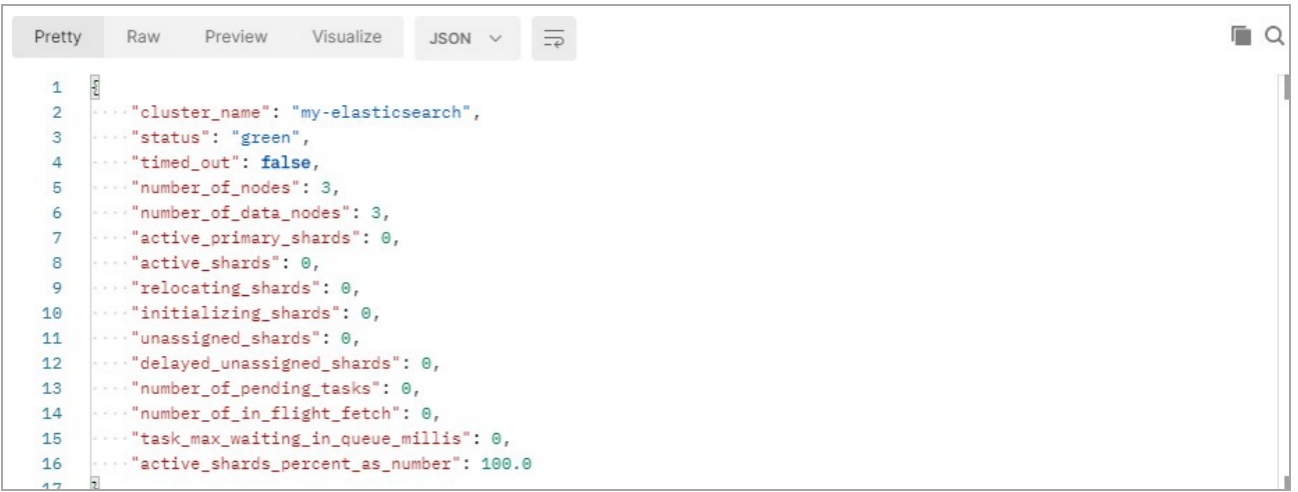 Pretty Raw Preview Visualize JSON
1 {
2 "cluster_name": "my-elasticsearch",
3 "status": "green",
4 "timed_out": false,
5 "number_of_nodes": 3,
6 "number_of_data_nodes": 3,
7 "active_primary_shards": 0,
8 "active_shards": 0,
9 "relocating_shards": 0,
10 "initializing_shards": 0,
11 "unassigned_shards": 0,
12 "delayed_unassigned_shards": 0,
13 "number_of_pending_tasks": 0,
14 "number_of_in_flight_fetch": 0,
15 "task_max_waiting_in_queue_millis": 0,
16 "active_shards_percent_as_number": 100.0
17 }